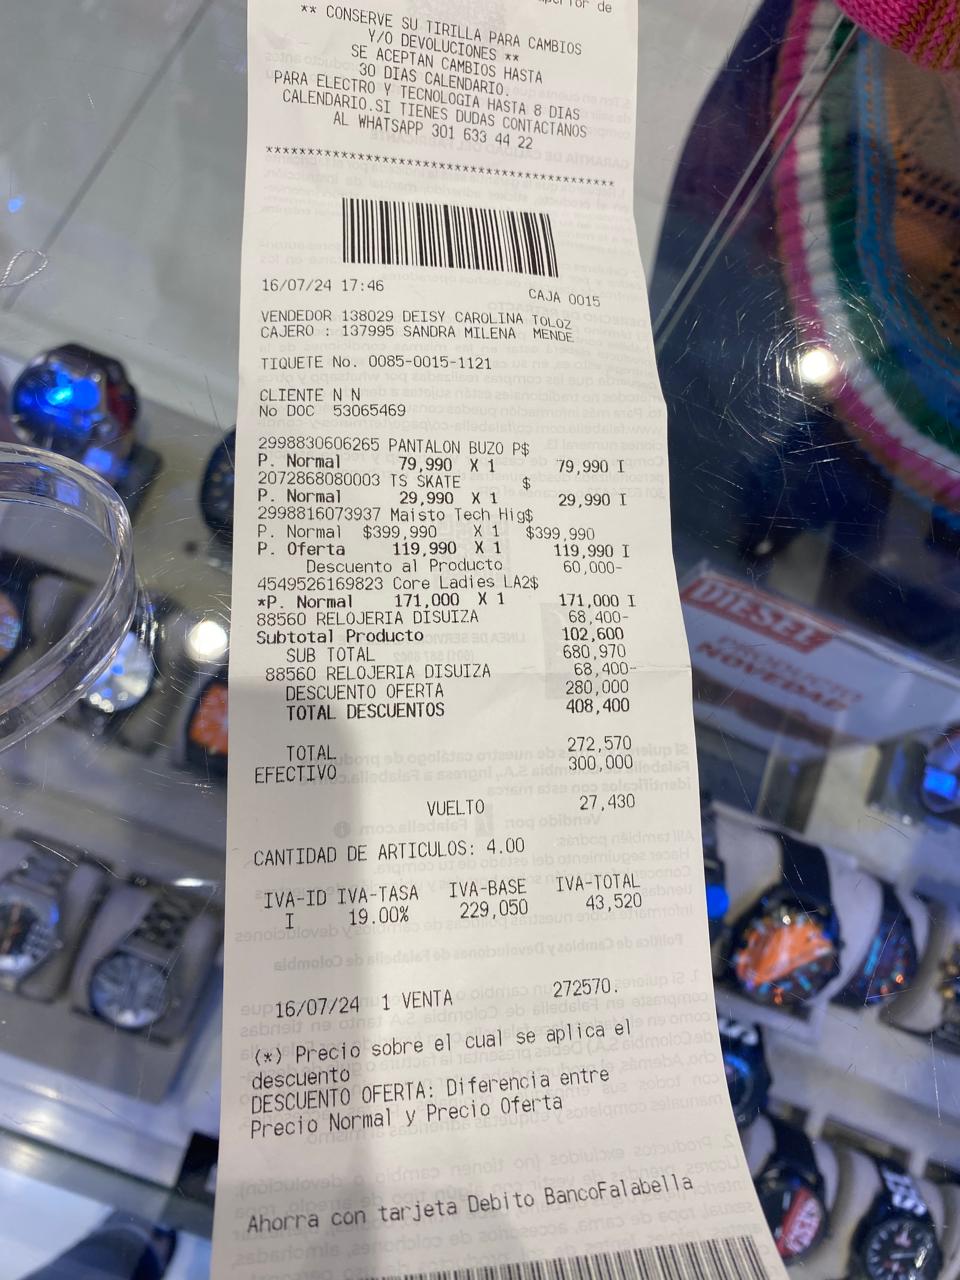 ** CONSERVE SU TIRILLA PARA CAMBIOS
Y/O DEVOLUCIONES **
SE ACEPTAN CAMBIOS HASTA
30 DIAS CALENDARIO.
PARA ELECTRO Y TECNOLOGIA HASTA 8 DIAS
CALENDARIO.SI TIENES DUDAS CONTACTANOS
AL WHATSAPP 301 633 44 22
******************************************
16/07/24 17:46 CAJA 0015
VENDEDOR 138029 DEISY CAROLINA TOLOZ
CAJERO : 137995 SANDRA MILENA MENDE
TIQUETE No. 0085-0015-1121
CLIENTE N N
No DOC 53065469
2998830606265 PANTALON BUZO P$
P. Normal 79,990 X 1 79,990 I
2072868080003 TS SKATE $
P. Normal 29,990 X 1 29,990 I
2998816073937 Maisto Tech Hig$
P. Normal $399,990 X 1 $399,990
P. Oferta 119,990 X 1 119,990 I
Descuento al Producto 60,000-
4549526169823 Core Ladies LA2$
*P. Normal 171,000 X 1 171,000 I
88560 RELOJERIA DISUIZA 68,400-
Subtotal Producto 102,600
SUB TOTAL 680,970
88560 RELOJERIA DISUIZA 68,400-
DESCUENTO OFERTA 280,000
TOTAL DESCUENTOS 408,400
TOTAL 272,570
EFECTIVO 300,000
VUELTO 27,430
CANTIDAD DE ARTICULOS: 4.00
IVA-ID IVA-TASA IVA-BASE IVA-TOTAL
I 19.00% 229,050 43,520
16/07/24 1 VENTA 272570.
(*) Precio sobre el cual se aplica el
descuento
DESCUENTO OFERTA: Diferencia entre
Precio Normal y Precio Oferta
Ahorra con tarjeta Debito BancoFalabella
DIESEL
PRODUCTO
NOVEDAD